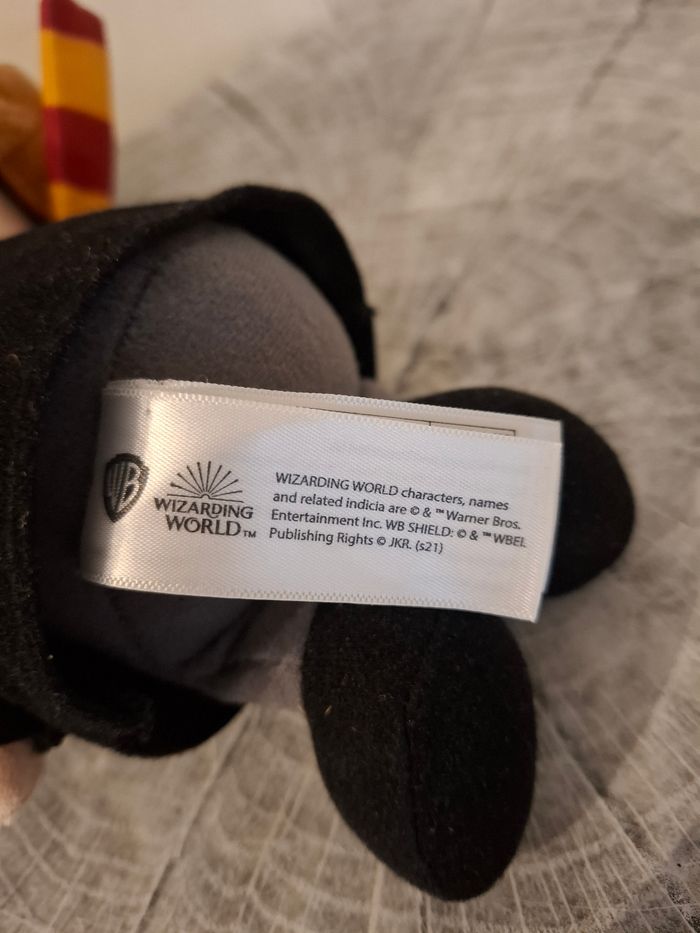 WB
WIZARDING
WORLD™
WIZARDING WORLD characters, names
and related indicia are © & ™ Warner Bros.
Entertainment Inc. WB SHIELD: © & ™ WBEI.
Publishing Rights © JKR. (s21)